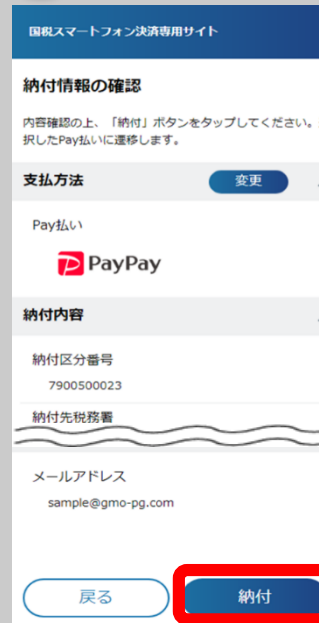 国税スマートフォン決済専用サイト
納付情報の確認
内容確認の上、「納付」ボタンをタップしてください。
択したPay払いに遷移します。
支払方法 変更
Pay払い
PayPay
納付内容
納付区分番号
7900500023
納付先税務署
メールアドレス
sample@gmo-pg.com
戻る 納付